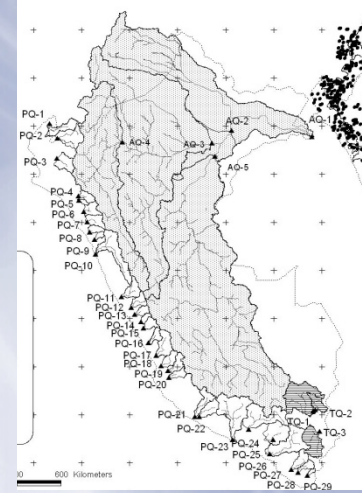 PQ-1
AQ-2
AQ-1
PQ-2
AQ-4
AQ-3
PQ-3
AQ-5
PQ-4
PQ-5
PQ-6
PQ-7
PQ-8
PQ-9
PQ-10
PQ-11
PQ-12
PQ-13
PQ-14
PQ-15
PQ-16
PQ-17
PQ-18
PQ-19
PQ-20
PQ-21
TQ-2
PQ-22
TQ-1
TQ-3
PQ-23
PQ-24
PQ-25
PQ-26
PQ-27
PQ-28
PQ-29
600 Kilometers